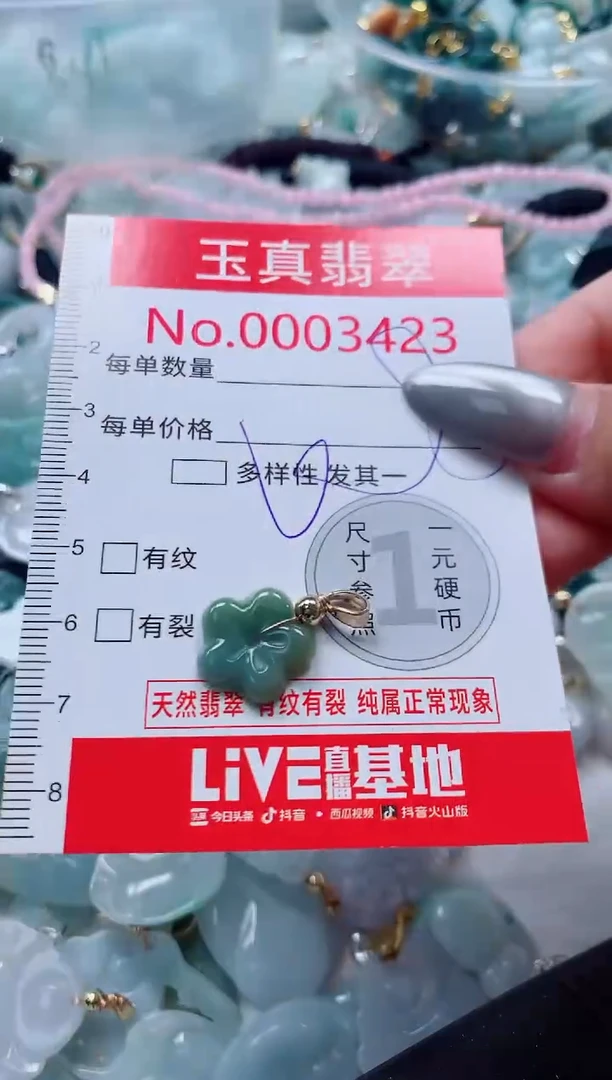 玉真翡翠
No.0003423
每单数量
每单价格
多样性 发其一
有纹
有裂
尺寸参照
1
一元硬币
天然翡翠 有纹有裂 纯属正常现象
LiVE直播基地
今日头条 抖音 • 西瓜视频 抖音火山版
0
2
3
4
5
6
7
8